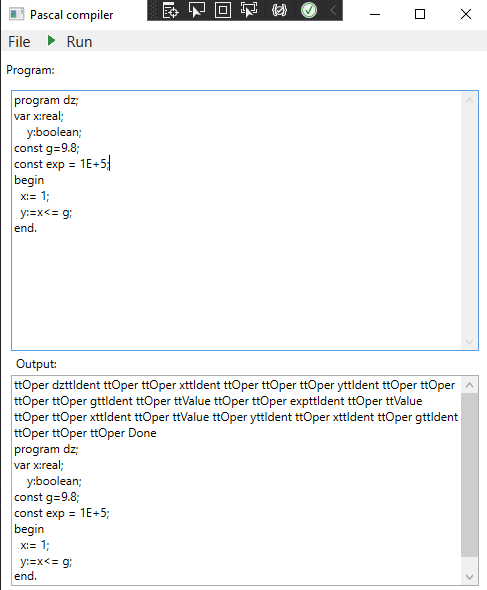 Pascal compiler
File Run
Program:
program dz;
var x:real;
y:boolean;
const g=9.8;
const exp = 1E+5;
begin
x:= 1;
y:=x<= g;
end.
Output:
ttOper dzttIdent ttOper ttOper xttIdent ttOper ttOper ttOper yttIdent ttOper ttOper
ttOper ttOper gttIdent ttOper ttValue ttOper ttOper expttIdent ttOper ttValue
ttOper ttOper xttIdent ttOper ttValue ttOper yttIdent ttOper xttIdent ttOper gttIdent
ttOper ttOper ttOper Done
program dz;
var x:real;
y:boolean;
const g=9.8;
const exp = 1E+5;
begin
x:= 1;
y:=x<= g;
end.